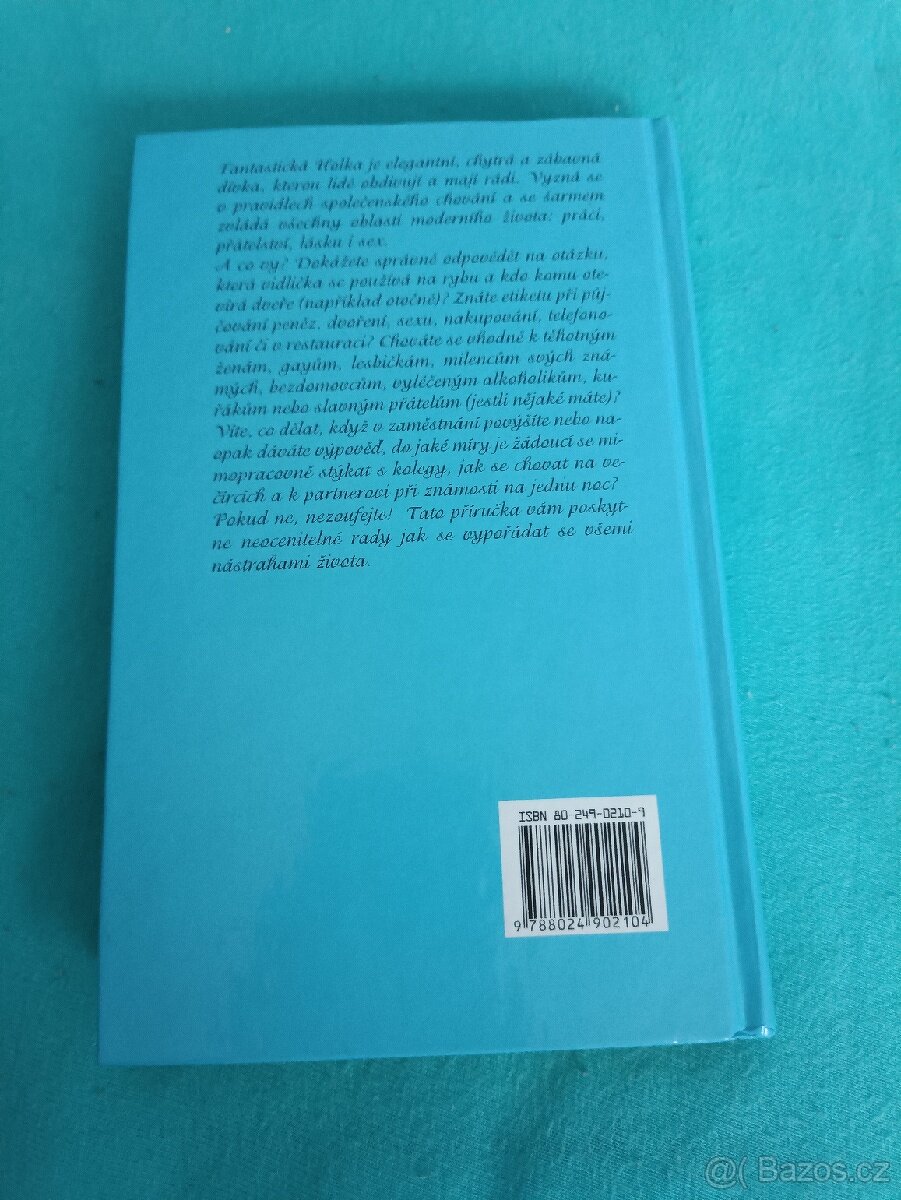 Fantastická Holka je elegantní, chytrá a zábavná
dívka, kterou lidé obdivují a mají rádi. Vyzná se
v pravidlech společenského chování a se šarmem
zvládá všechny oblasti moderního života: práci,
přátelství, lásku i sex.
A co vy? Dokážete správně odpovědět na otázku,
která vidlička se používá na rybu a kdo komu ote-
vírá dveře (například otočné)? Znáte etiketu při půj-
čování peněz, dvoření, sexu, nakupování, telefono-
vání či v restauraci? Chováte se vhodně k těhotným
ženám, gayům, lesbičkám, milencům svých zná-
mých, bezdomovcům, vyléčeným alkoholikům, ku-
řákům nebo slavným přátelům (jestli nějaké máte)?
Víte, co dělat, když v zaměstnání povýšíte nebo na-
opak dáváte výpověď, do jaké míry je žádoucí se mi-
mopracovně stýkat s kolegy, jak se chovat na ve-
čírcích a k partnerovi při známosti na jednu noc?
Pokud ne, nezoufejte! Tato příručka vám poskyt-
ne neocenitelné rady jak se vypořádat se všemi
nástrahami života.
ISBN 80 249-0210-9
9 788024 902104
@( Bazos.cz